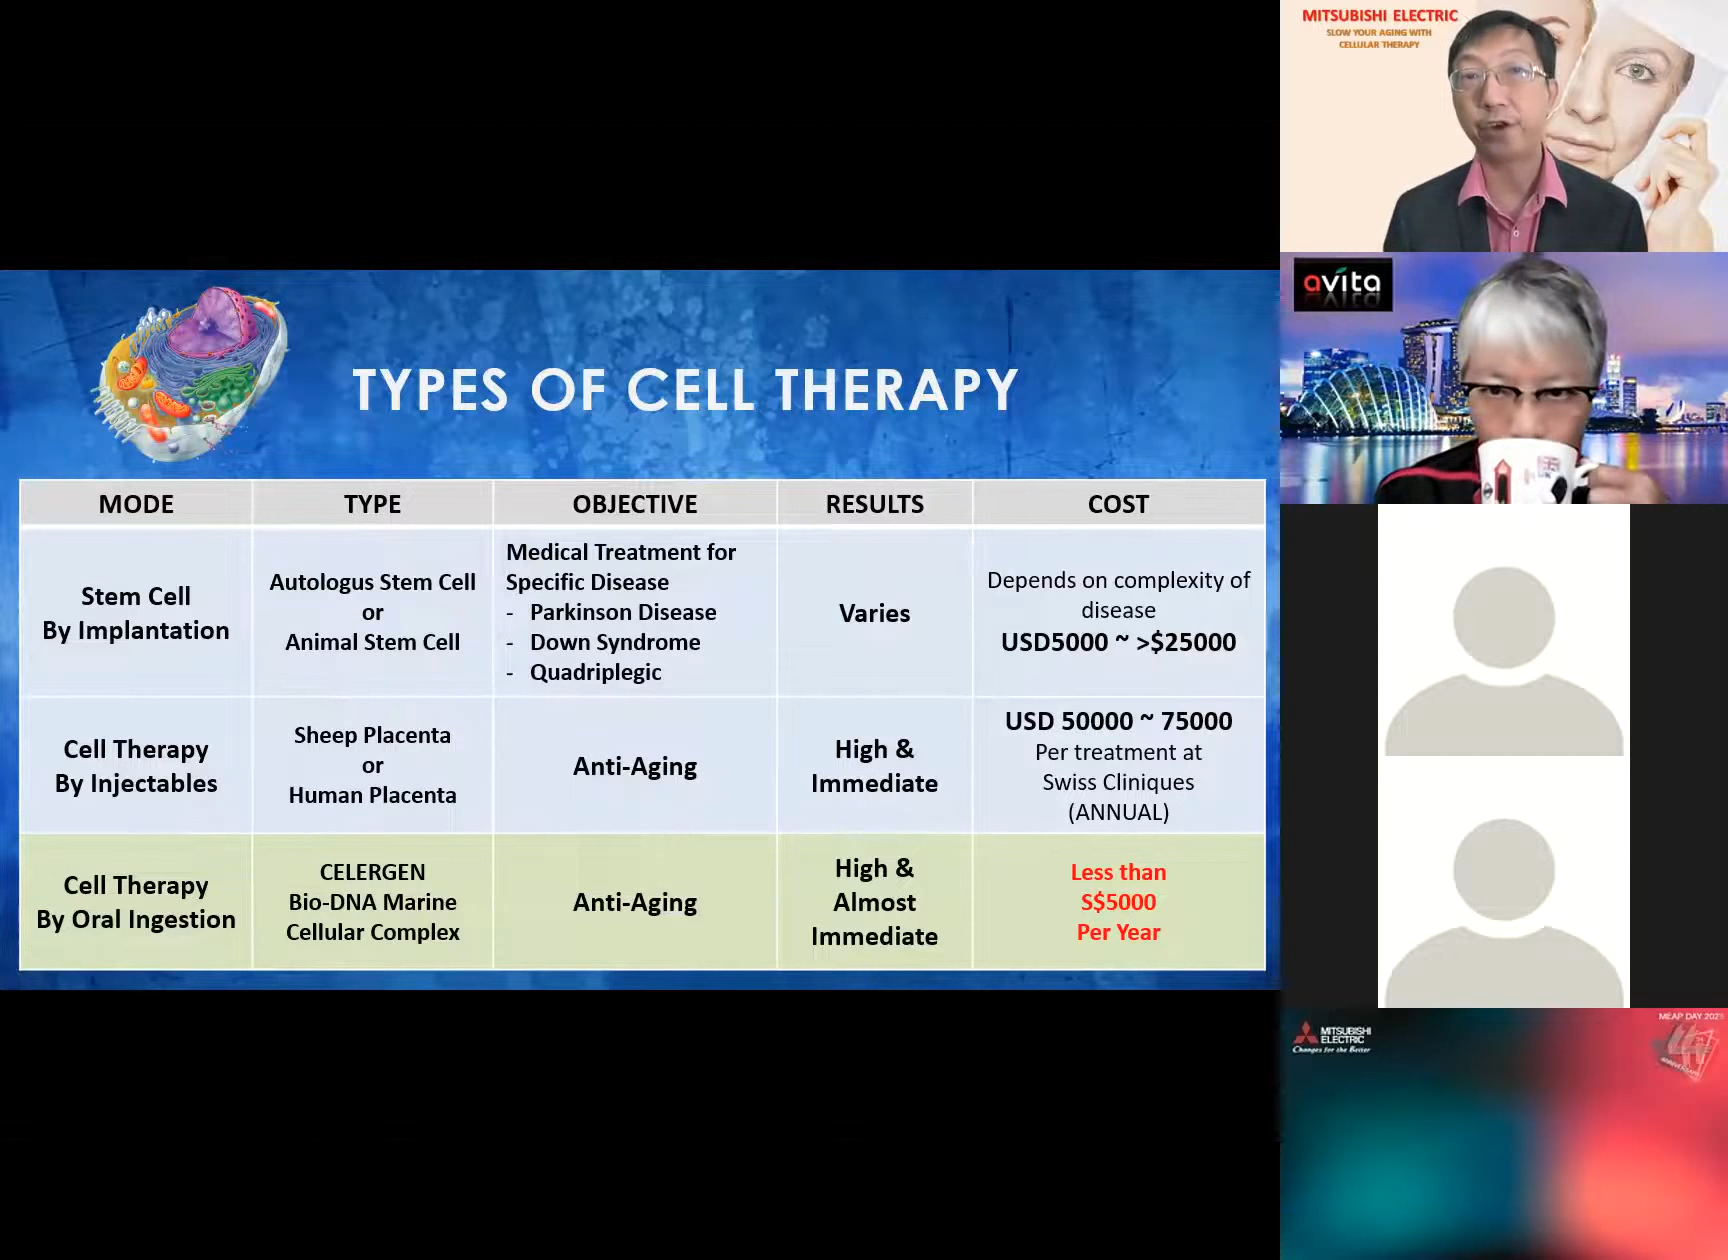 TYPES OF CELL THERAPY
MODE TYPE OBJECTIVE RESULTS COST
Stem Cell
By Implantation
Autologus Stem Cell
or
Animal Stem Cell
Medical Treatment for
Specific Disease
- Parkinson Disease
- Down Syndrome
- Quadriplegic
Varies
Depends on complexity of
disease
USD5000 ~ >$25000
Cell Therapy
By Injectables
Sheep Placenta
or
Human Placenta
Anti-Aging
High &
Immediate
USD 50000 ~ 75000
Per treatment at
Swiss Cliniques
(ANNUAL)
Cell Therapy
By Oral Ingestion
CELERGEN
Bio-DNA Marine
Cellular Complex
Anti-Aging
High &
Almost
Immediate
Less than
S$5000
Per Year
MITSUBISHI ELECTRIC
SLOW YOUR AGING WITH
CELLULAR THERAPY
avita
MITSUBISHI
ELECTRIC
Changes for the Better
MEAP DAY